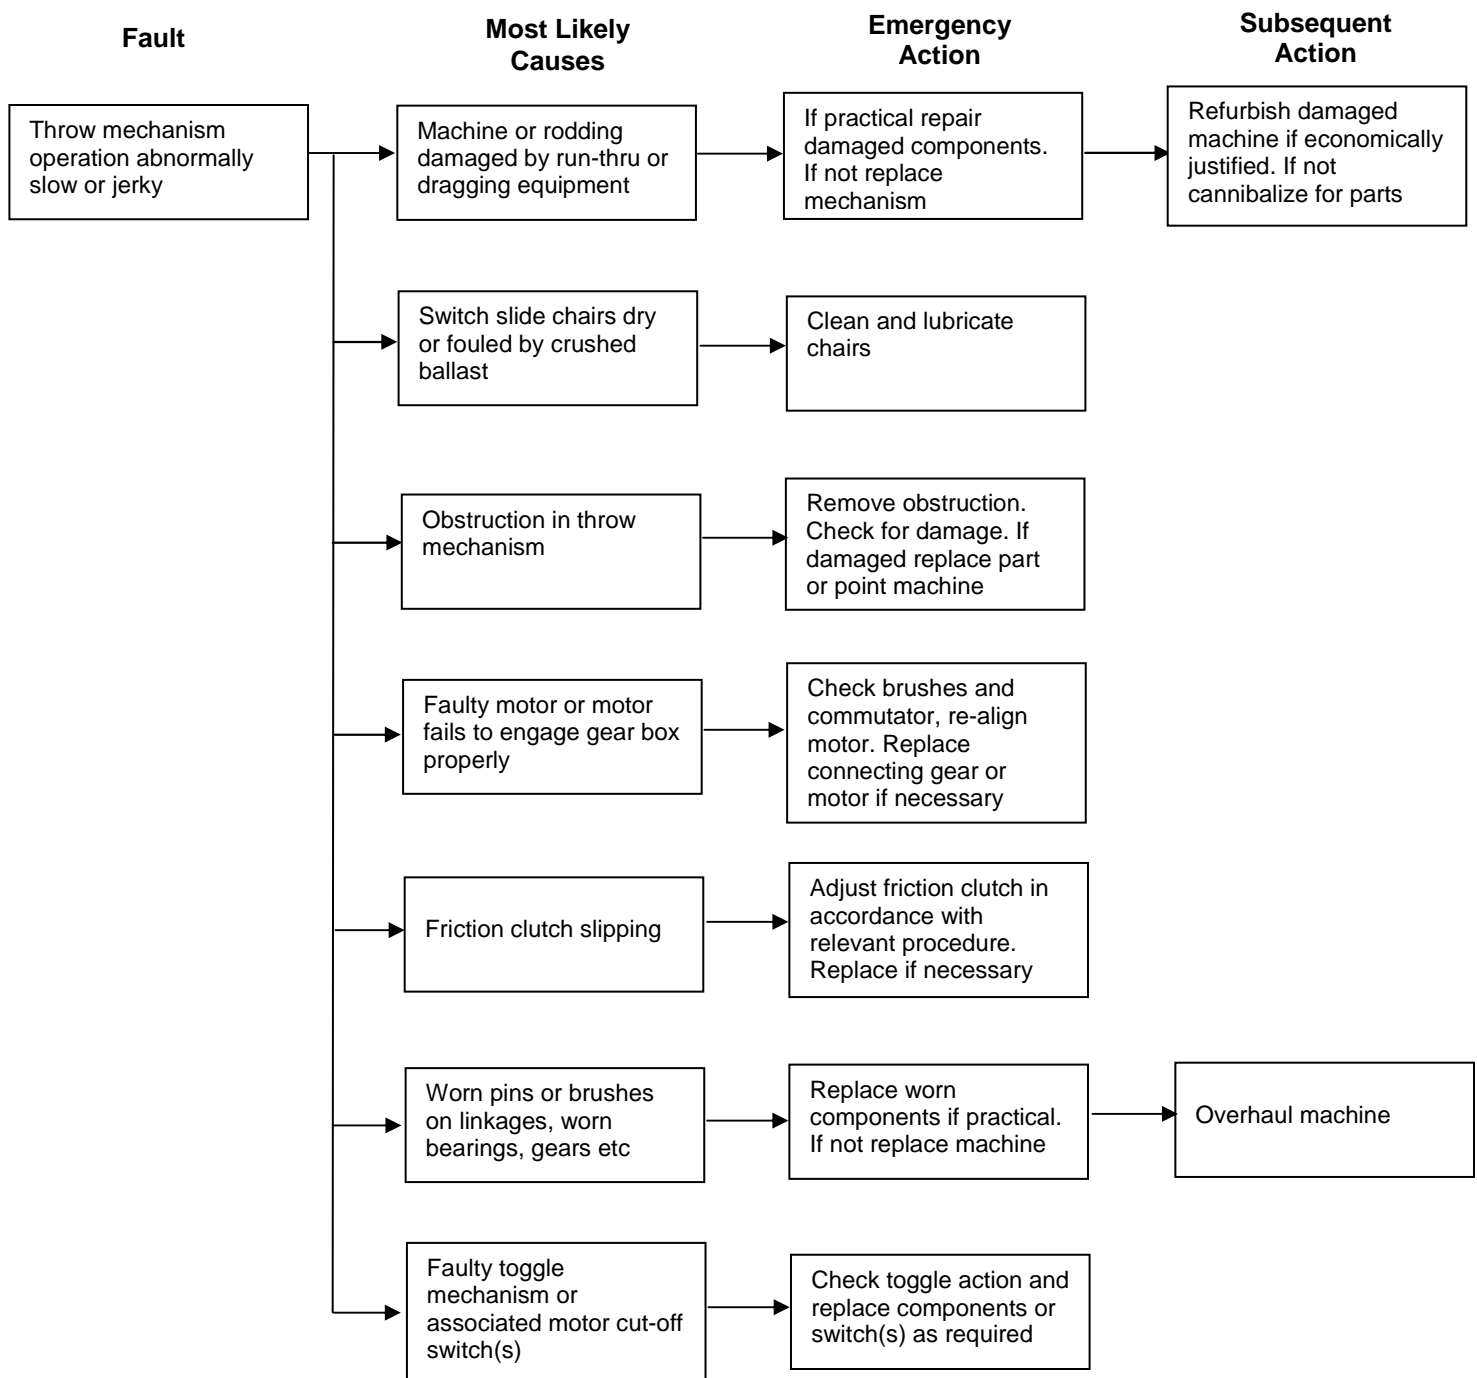 Fault
Most Likely
Causes
Emergency
Action
Subsequent
Action
Throw mechanism
operation abnormally
slow or jerky
Machine or rodding
damaged by run-thru or
dragging equipment
If practical repair
damaged components.
If not replace
mechanism
Refurbish damaged
machine if economically
justified. If not
cannibalize for parts
Switch slide chairs dry
or fouled by crushed
ballast
Clean and lubricate
chairs
Obstruction in throw
mechanism
Remove obstruction.
Check for damage. If
damaged replace part
or point machine
Faulty motor or motor
fails to engage gear box
properly
Check brushes and
commutator, re-align
motor. Replace
connecting gear or
motor if necessary
Friction clutch slipping
Adjust friction clutch in
accordance with
relevant procedure.
Replace if necessary
Worn pins or brushes
on linkages, worn
bearings, gears etc
Replace worn
components if practical.
If not replace machine
Overhaul machine
Faulty toggle
mechanism or
associated motor cut-off
switch(s)
Check toggle action and
replace components or
switch(s) as required